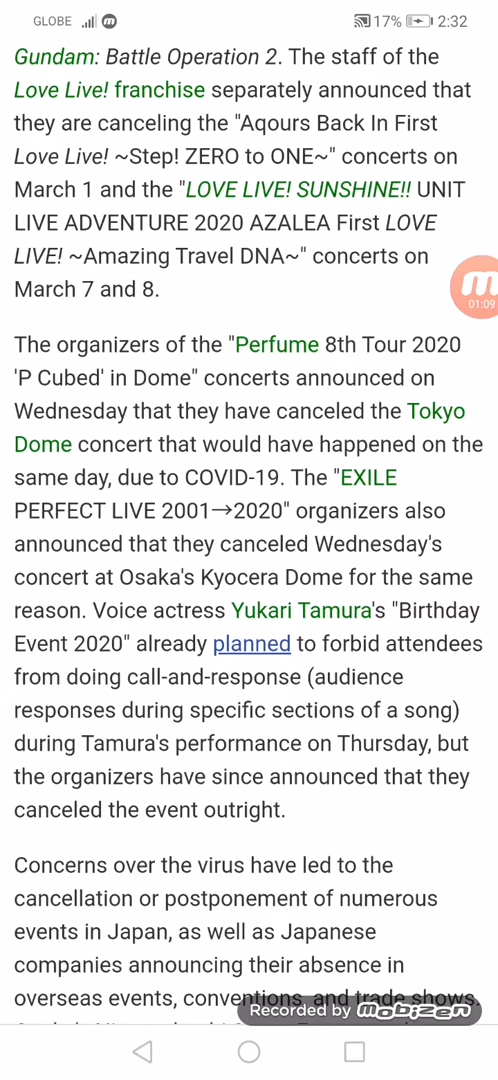 GLOBE 17% 2:32
Gundam: Battle Operation 2. The staff of the
Love Live! franchise separately announced that
they are canceling the "Aqours Back In First
Love Live! ~Step! ZERO to ONE~" concerts on
March 1 and the "LOVE LIVE! SUNSHINE!! UNIT
LIVE ADVENTURE 2020 AZALEA First LOVE
LIVE! ~Amazing Travel DNA~" concerts on
March 7 and 8.
01:09
The organizers of the "Perfume 8th Tour 2020
'P Cubed' in Dome" concerts announced on
Wednesday that they have canceled the Tokyo
Dome concert that would have happened on the
same day, due to COVID-19. The "EXILE
PERFECT LIVE 2001→2020" organizers also
announced that they canceled Wednesday's
concert at Osaka's Kyocera Dome for the same
reason. Voice actress Yukari Tamura's "Birthday
Event 2020" already planned to forbid attendees
from doing call-and-response (audience
responses during specific sections of a song)
during Tamura's performance on Thursday, but
the organizers have since announced that they
canceled the event outright.
Concerns over the virus have led to the
cancellation or postponement of numerous
events in Japan, as well as Japanese
companies announcing their absence in
overseas events, conventions, and trade shows.
Recorded by mobizen